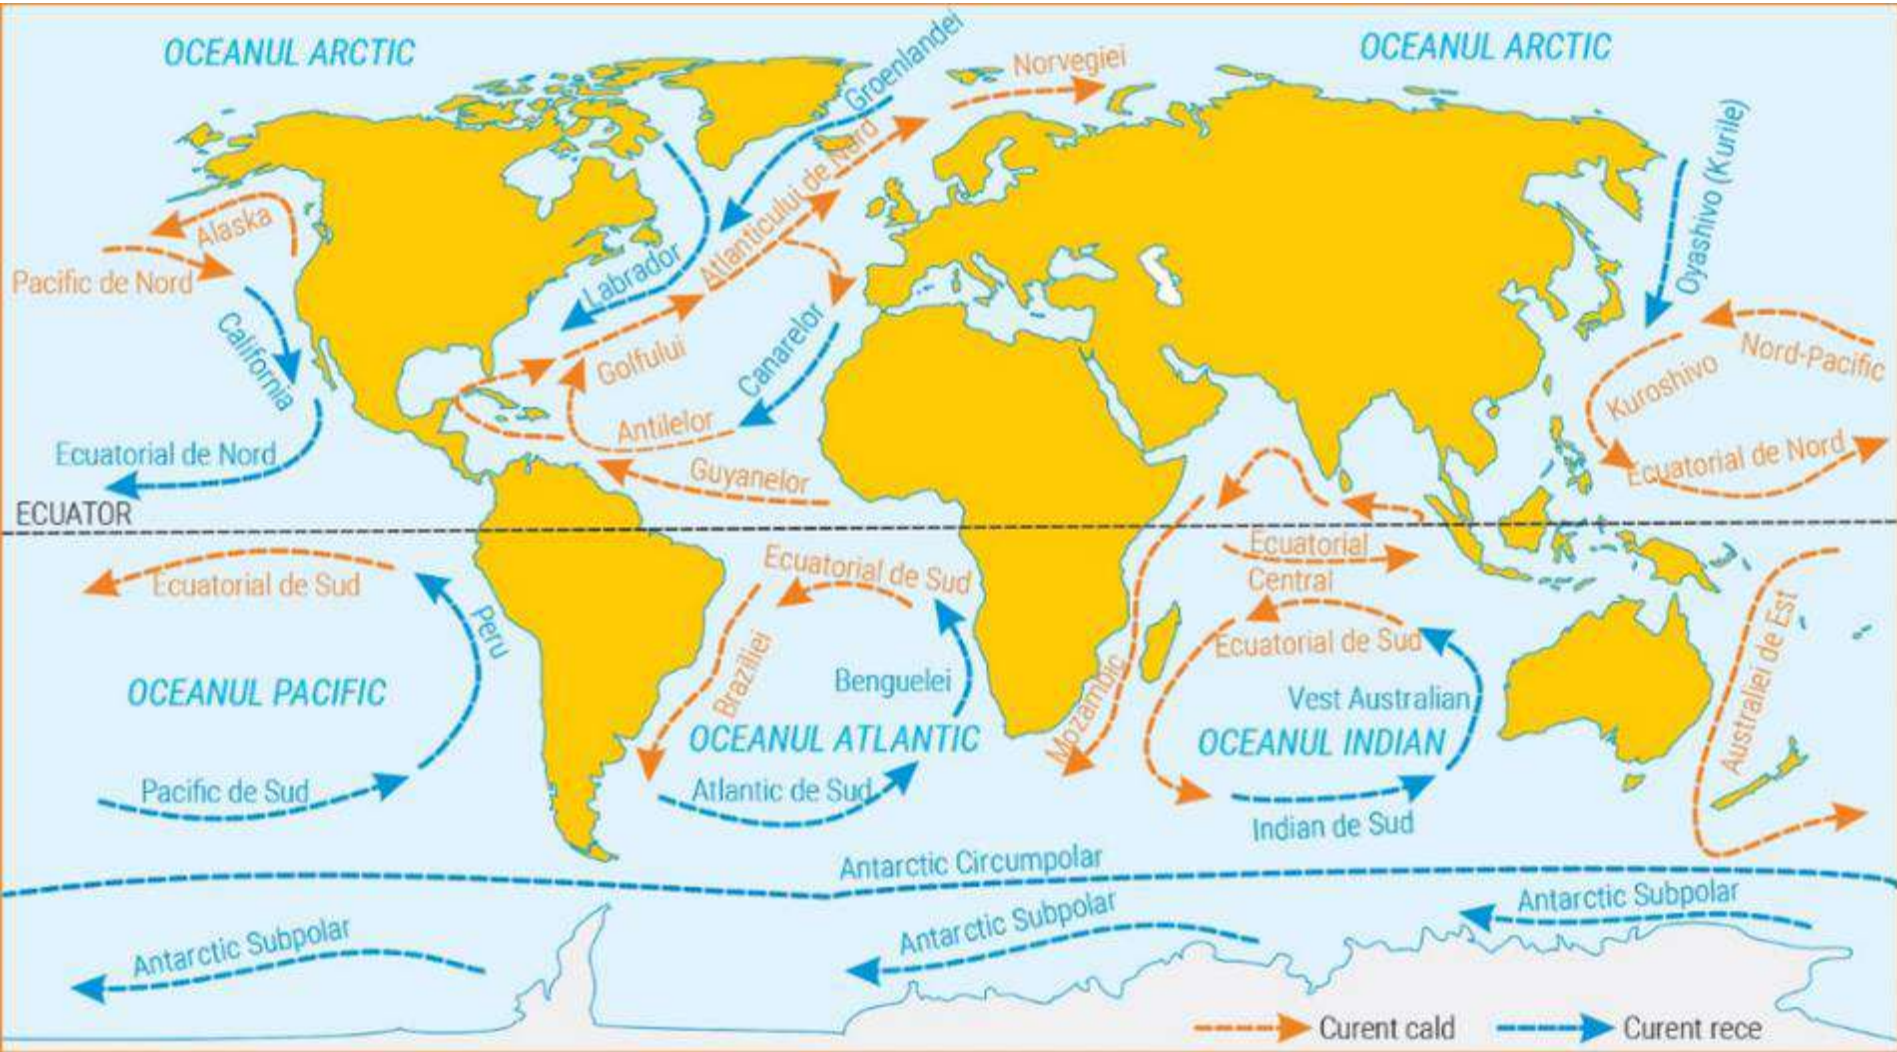 OCEANUL ARCTIC
OCEANUL ARCTIC
Groenlandei
Norvegiei
Oyashivo (Kurile)
Alaska
Pacific de Nord
Labrador
Atlanticului de Nord
California
Golfului
Canarelor
Nord-Pacific
Kuroshivo
Ecuatorial de Nord
Antilelor
Guyanelor
Ecuatorial de Nord
ECUATOR
Ecuatorial de Sud
Peru
Ecuatorial de Sud
Ecuatorial
Central
Ecuatorial de Sud
Australiei de Est
Braziliei
Benguelei
Mozambic
Vest Australian
OCEANUL PACIFIC
OCEANUL ATLANTIC
OCEANUL INDIAN
Pacific de Sud
Atlantic de Sud
Indian de Sud
Antarctic Circumpolar
Antarctic Subpolar
Antarctic Subpolar
Antarctic Subpolar
Curent cald
Curent rece